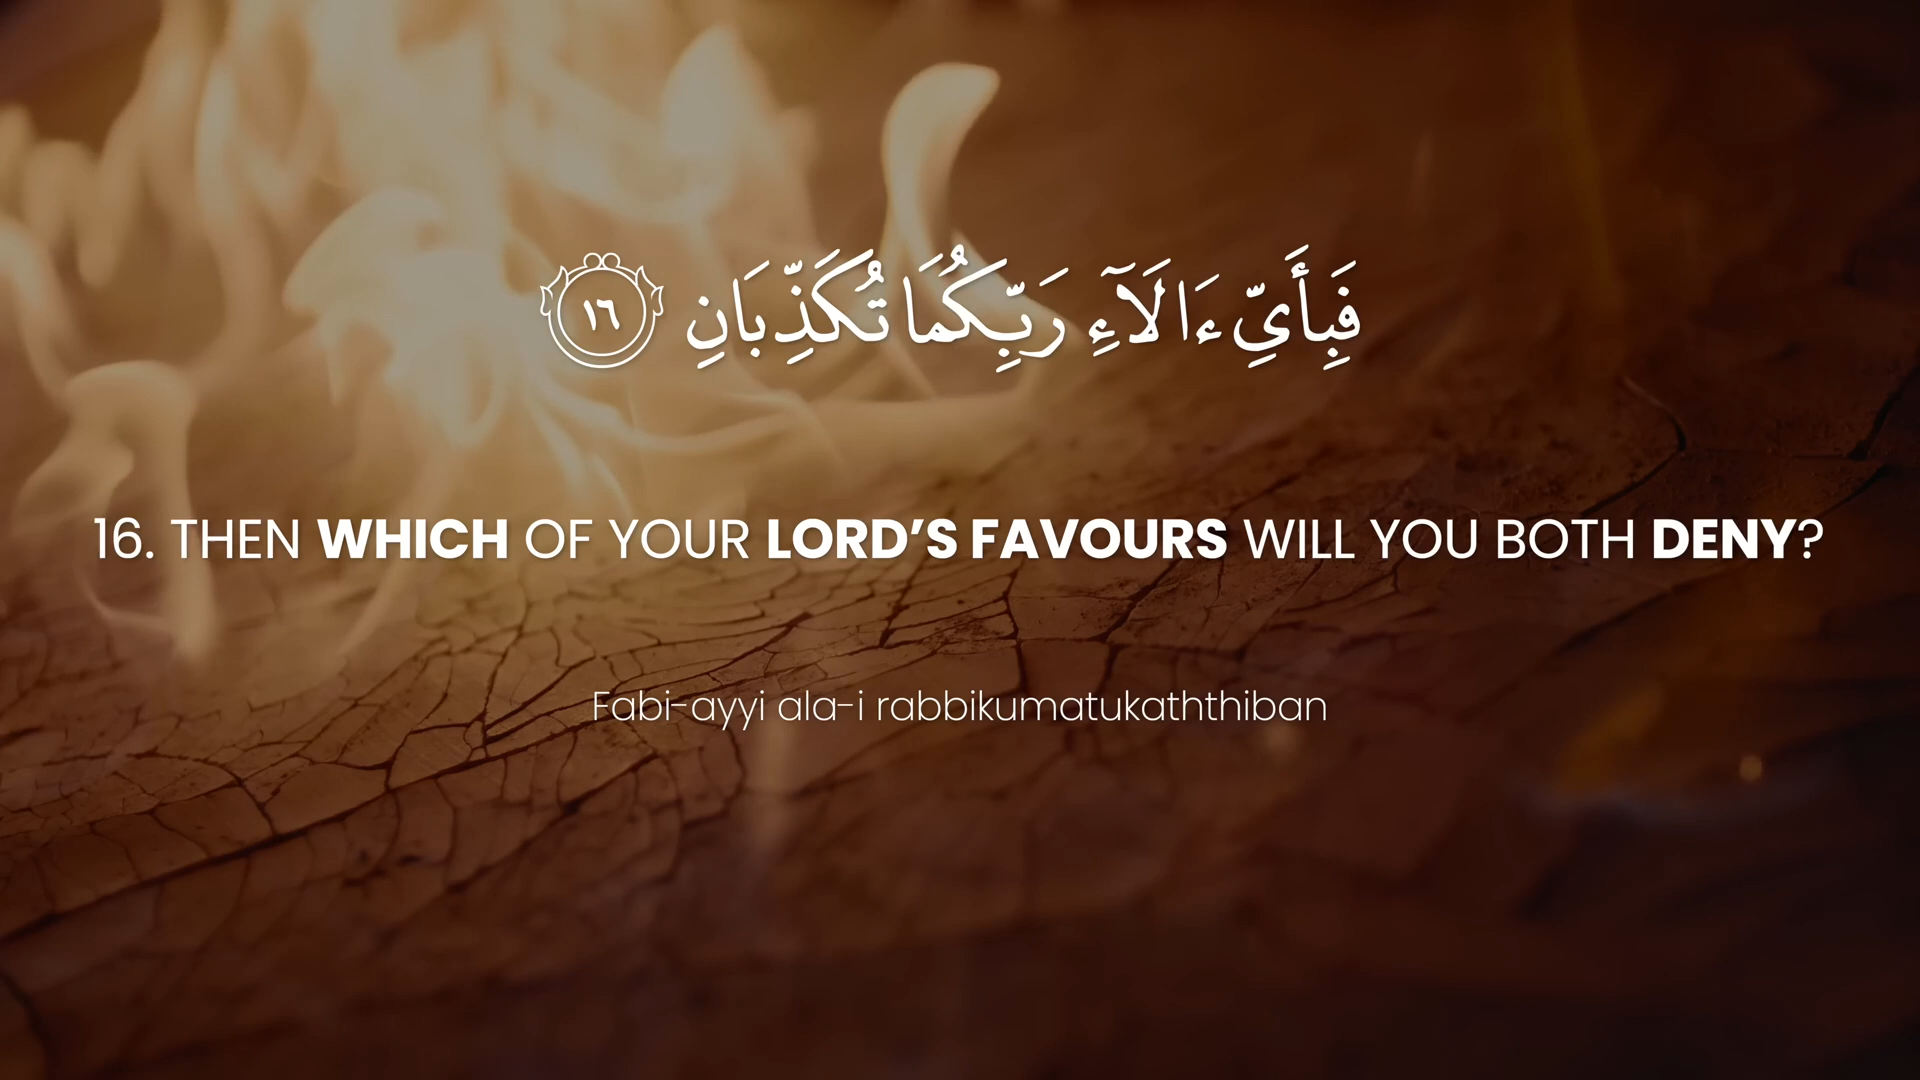 فَبِأَيِّ ءَالَآءِ رَبِّكُمَا تُكَذِّبَانِ ١٦
16. THEN WHICH OF YOUR LORD’S FAVOURS WILL YOU BOTH DENY?
Fabi-ayyi ala-i rabbikumatukaththiban